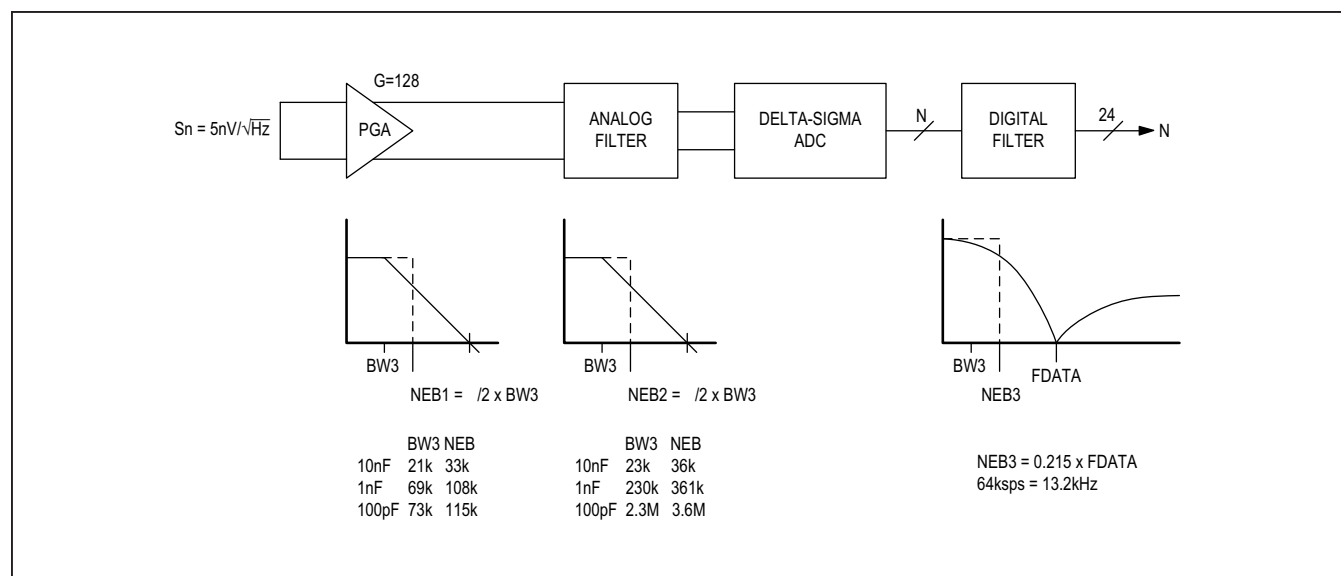 G=128
Sn = 5nV/√Hz
PGA
ANALOG
FILTER
DELTA-SIGMA
ADC
N
DIGITAL
FILTER
24
N
BW3
NEB1 = /2 x BW3
BW3 NEB
10nF 21k 33k
1nF 69k 108k
100pF 73k 115k
BW3
NEB2 = /2 x BW3
BW3 NEB
10nF 23k 36k
1nF 230k 361k
100pF 2.3M 3.6M
BW3
NEB3
FDATA
NEB3 = 0.215 x FDATA
64ksps = 13.2kHz